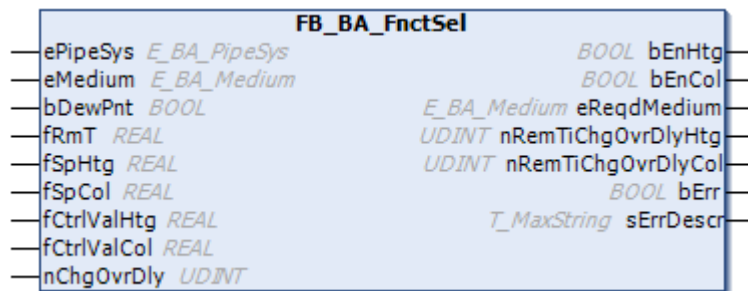 FB_BA_FnctSel
ePipeSys E_BA_PipeSys BOOL bEnHtg
eMedium E_BA_Medium BOOL bEnCol
bDewPnt BOOL E_BA_Medium eReqdMedium
fRmT REAL UDINT nRemTiChgOvrDlyHtg
fSpHtg REAL UDINT nRemTiChgOvrDlyCol
fSpCol REAL BOOL bErr
fCtrlValHtg REAL T_MaxString sErrDescr
fCtrlValCol REAL
nChgOvrDly UDINT